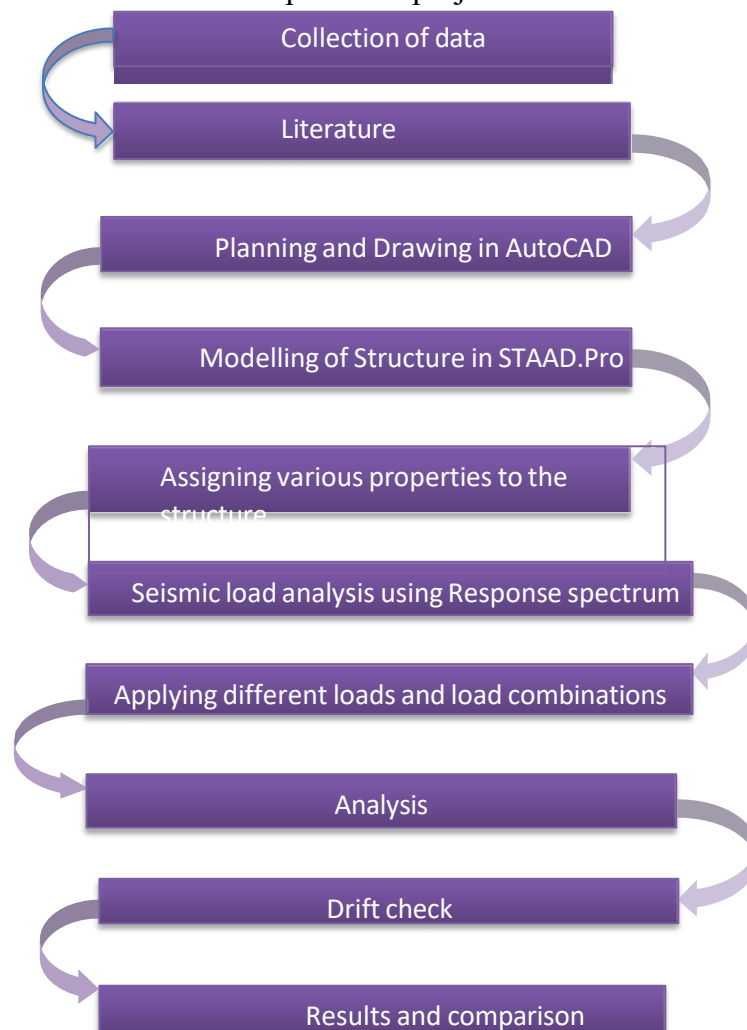 Collection of data
Literature
Planning and Drawing in AutoCAD
Modelling of Structure in STAAD.Pro
Assigning various properties to the
structure
Seismic load analysis using Response spectrum
Applying different loads and load combinations
Analysis
Drift check
Results and comparison